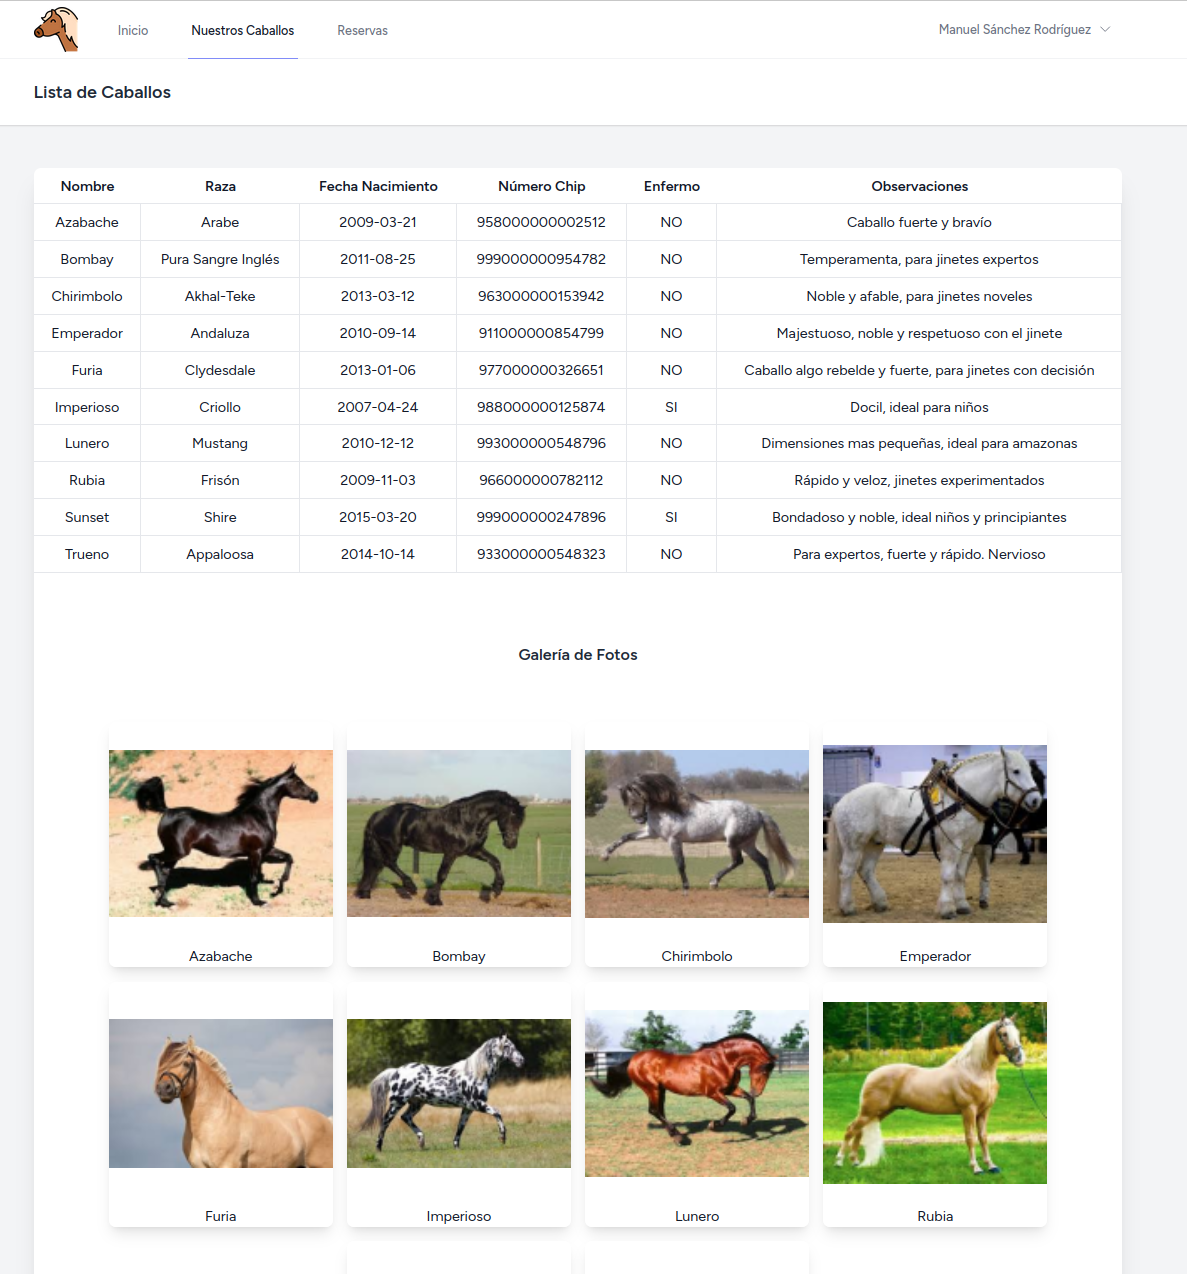 Inicio Nuestros Caballos Reservas Manuel Sánchez Rodríguez
Lista de Caballos
Nombre Raza Fecha Nacimiento Número Chip Enfermo Observaciones
Azabache Arabe 2009-03-21 958000000002512 NO Caballo fuerte y bravío
Bombay Pura Sangre Inglés 2011-08-25 999000000954782 NO Temperamenta, para jinetes expertos
Chirimbolo Akhal-Teke 2013-03-12 963000000153942 NO Noble y afable, para jinetes noveles
Emperador Andaluza 2010-09-14 911000000854799 NO Majestuoso, noble y respetuoso con el jinete
Furia Clydesdale 2013-01-06 977000000326651 NO Caballo algo rebelde y fuerte, para jinetes con decisión
Imperioso Criollo 2007-04-24 988000000125874 SI Docil, ideal para niños
Lunero Mustang 2010-12-12 993000000548796 NO Dimensiones mas pequeñas, ideal para amazonas
Rubia Frisón 2009-11-03 966000000782112 NO Rápido y veloz, jinetes experimentados
Sunset Shire 2015-03-20 999000000247896 SI Bondadoso y noble, ideal niños y principiantes
Trueno Appaloosa 2014-10-14 933000000548323 NO Para expertos, fuerte y rápido. Nervioso
Galería de Fotos
Azabache Bombay Chirimbolo Emperador
Furia Imperioso Lunero Rubia